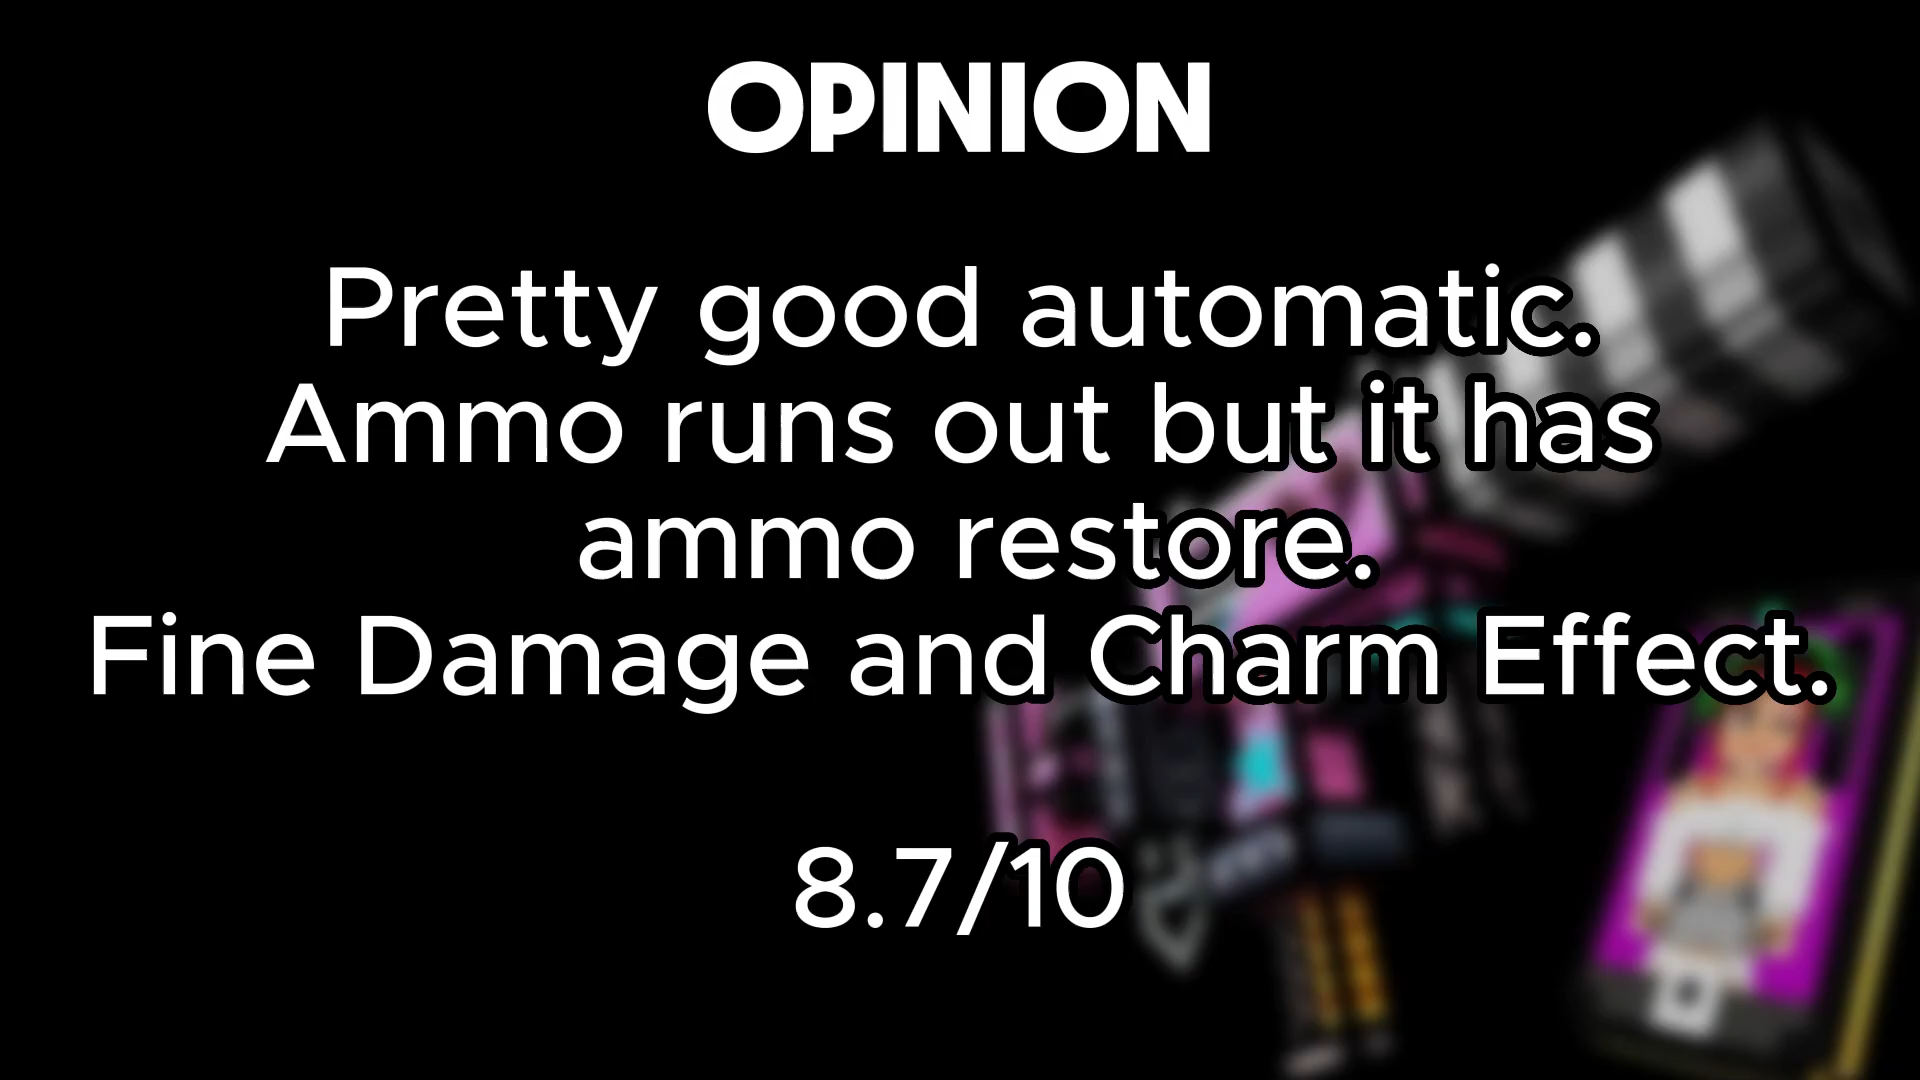 OPINION
Pretty good automatic.
Ammo runs out but it has
ammo restore.
Fine Damage and Charm Effect.
8.7/10